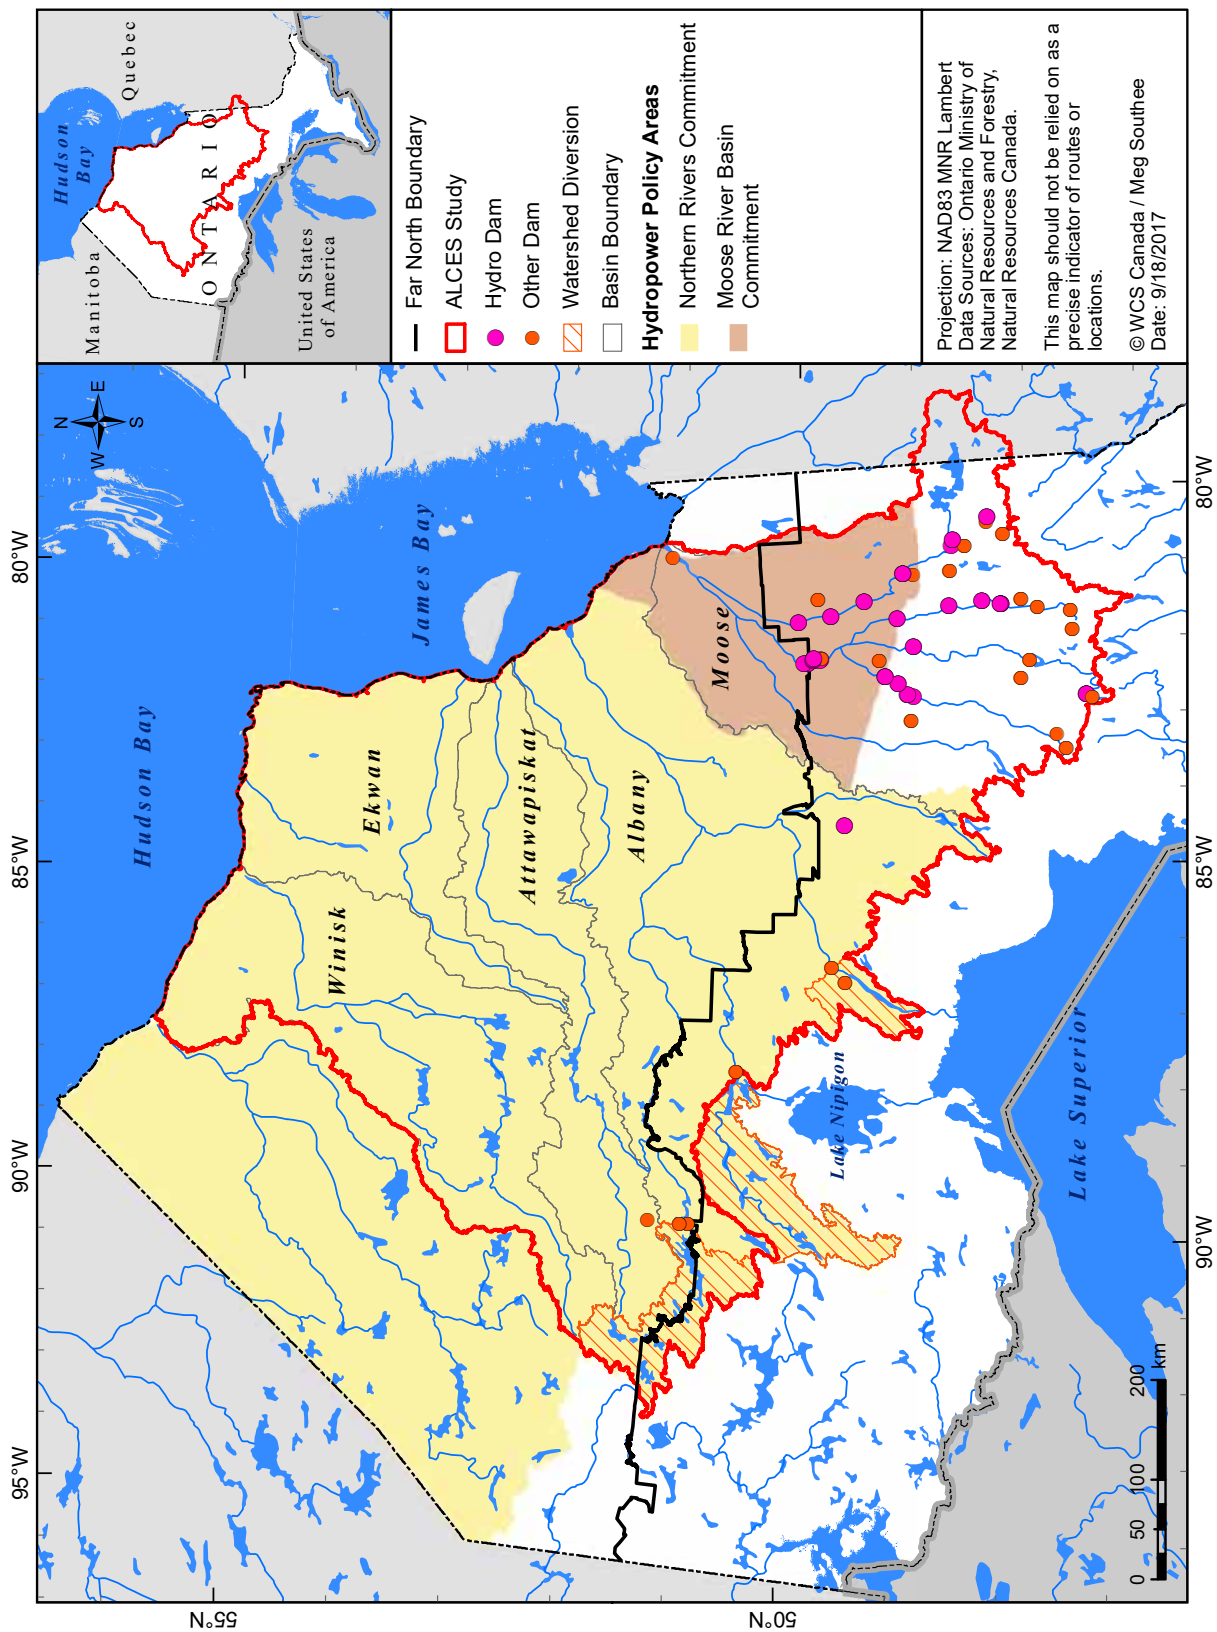 Hudson Bay
James Bay
Winisk
Ekwan
Attawapiskat
Albany
Moose
Lake Nipigon
Lake Superior
N
W
E
S
95°W
90°W
85°W
80°W
55°N
50°N
90°W
85°W
80°W
0
50
100
200
km
Hudson
Bay
Quebec
Manitoba
ONTARIO
United States
of America
Far North Boundary
ALCES Study
Hydro Dam
Other Dam
Watershed Diversion
Basin Boundary
Hydropower Policy Areas
Northern Rivers Commitment
Moose River Basin
Commitment
Projection: NAD83 MNR Lambert
Data Sources: Ontario Ministry of
Natural Resources and Forestry,
Natural Resources Canada.
This map should not be relied on as a
precise indicator of routes or
locations.
© WCS Canada / Meg Southee
Date: 9/18/2017